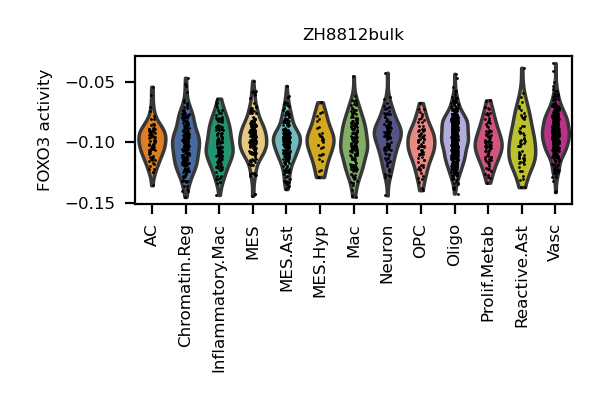 ZH8812bulk
FOXO3 activity
−0.05
−0.10
−0.15
AC
Chromatin.Reg
Inflammatory.Mac
MES
MES.Ast
MES.Hyp
Mac
Neuron
OPC
Oligo
Prolif.Metab
Reactive.Ast
Vasc